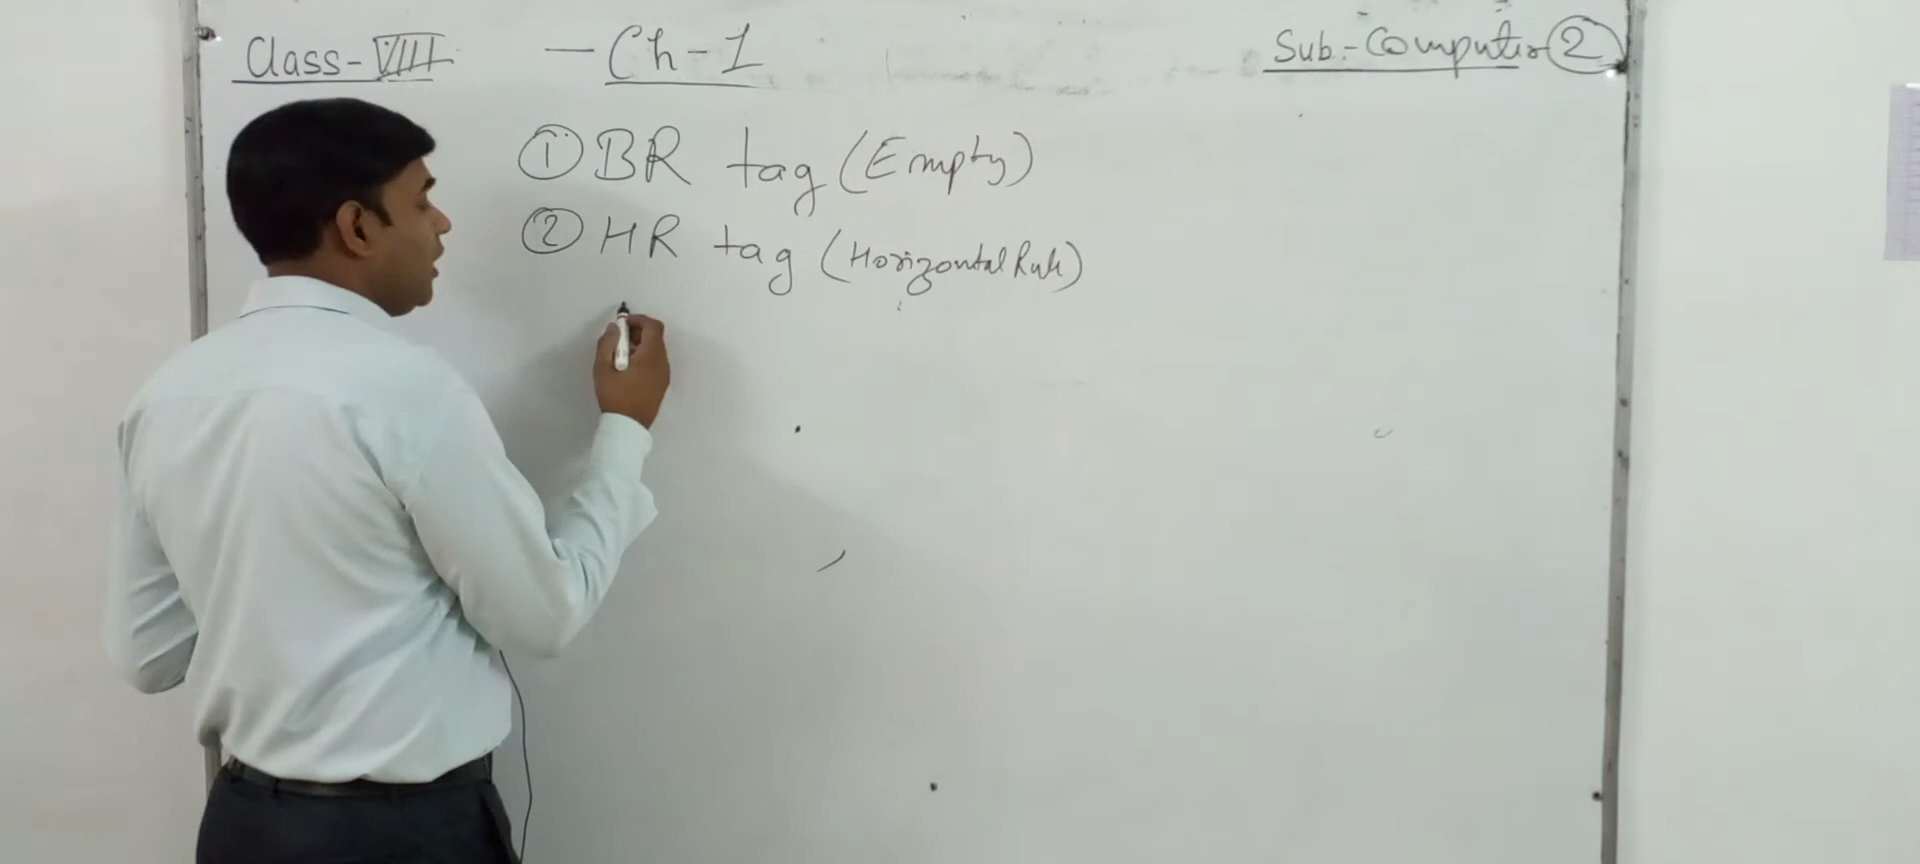 Class-VIII - Ch-1 Sub.-Computer ②
① BR tag (Empty)
② HR tag (Horizontal Rule)